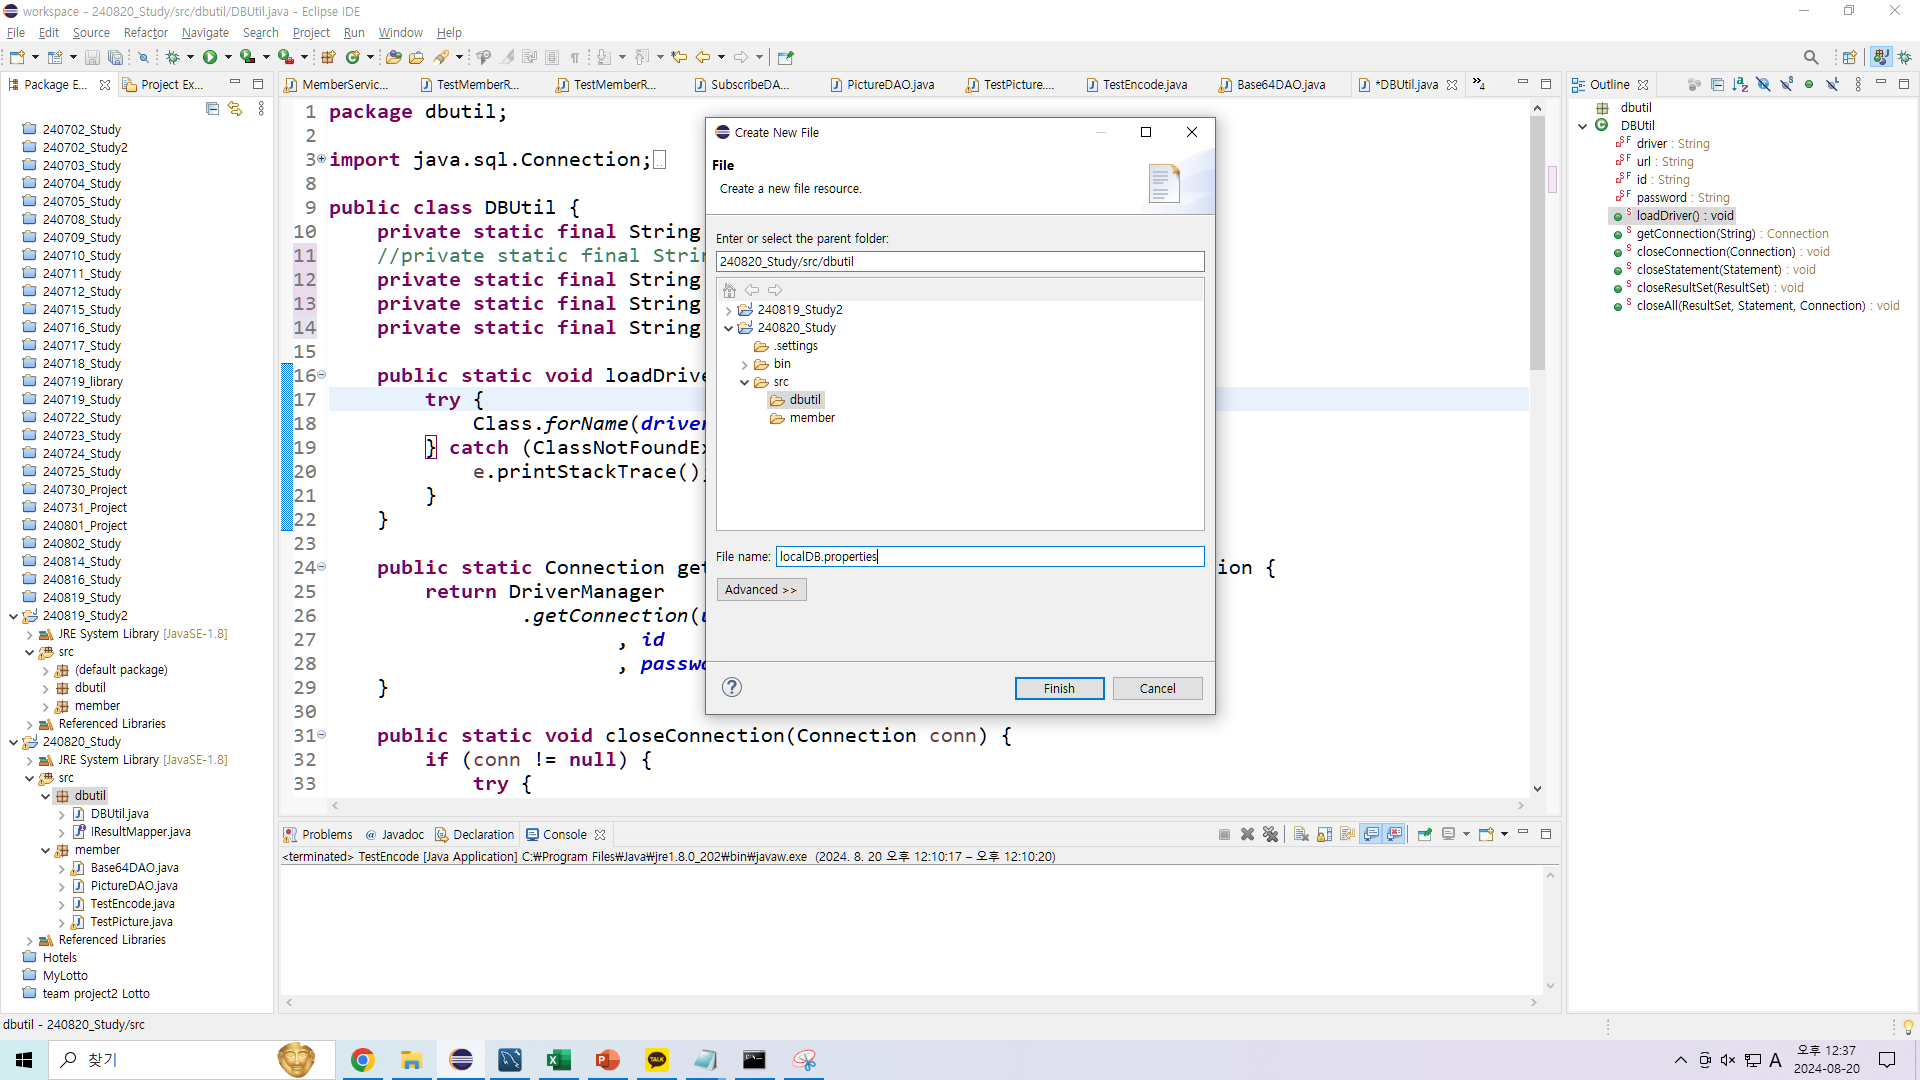 workspace - 240820_Study/src/dbutil/DBUtil.java - Eclipse IDE
File Edit Source Refactor Navigate Search Project Run Window Help
Package E... Project Ex...
240702_Study
240702_Study2
240703_Study
240704_Study
240705_Study
240708_Study
240709_Study
240710_Study
240711_Study
240712_Study
240715_Study
240716_Study
240717_Study
240718_Study
240719_library
240719_Study
240722_Study
240723_Study
240724_Study
240725_Study
240730_Project
240731_Project
240801_Project
240802_Study
240814_Study
240816_Study
240819_Study
240819_Study2
JRE System Library [JavaSE-1.8]
src
(default package)
dbutil
member
Referenced Libraries
240820_Study
JRE System Library [JavaSE-1.8]
src
dbutil
DBUtil.java
IResultMapper.java
member
Base64DAO.java
PictureDAO.java
TestEncode.java
TestPicture.java
Referenced Libraries
Hotels
MyLotto
team project2 Lotto
MemberServic... TestMemberR... TestMemberR... SubscribeDA... PictureDAO.java TestPicture.... TestEncode.java Base64DAO.java *DBUtil.java »4
1 package dbutil;
2
3 import java.sql.Connection;
8
9 public class DBUtil {
10 private static final String
11 //private static final Strin
12 private static final String
13 private static final String
14 private static final String
15
16 public static void loadDrive
17 try {
18 Class.forName(driver
19 } catch (ClassNotFoundEx
20 e.printStackTrace();
21 }
22 }
23
24 public static Connection get ion {
25 return DriverManager
26 .getConnection(u
27 , id
28 , passwo
29 }
30
31 public static void closeConnection(Connection conn) {
32 if (conn != null) {
33 try {
Create New File
File
Create a new file resource.
Enter or select the parent folder:
240820_Study/src/dbutil
240819_Study2
240820_Study
.settings
bin
src
dbutil
member
File name: localDB.properties
Advanced >>
Finish Cancel
Outline
dbutil
DBUtil
driver : String
url : String
id : String
password : String
loadDriver() : void
getConnection(String) : Connection
closeConnection(Connection) : void
closeStatement(Statement) : void
closeResultSet(ResultSet) : void
closeAll(ResultSet, Statement, Connection) : void
Problems @ Javadoc Declaration Console
<terminated> TestEncode [Java Application] C:₩Program Files₩Java₩jre1.8.0_202₩bin₩javaw.exe (2024. 8. 20 오후 12:10:17 – 오후 12:10:20)
dbutil - 240820_Study/src
찾기
TALK
A
오후 12:37
2024-08-20